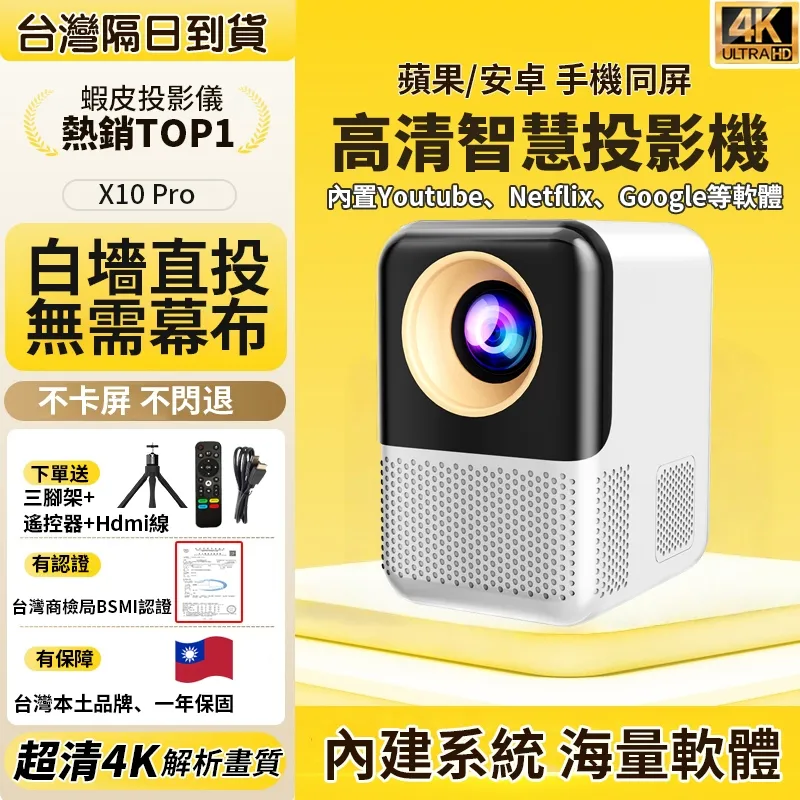 台灣隔日到貨
蝦皮投影儀
熱銷TOP1
X10 Pro
白墻直投
無需幕布
不卡屏 不閃退
下單送
三腳架+
遙控器+Hdmi線
有認證
台灣商檢局BSMI認證
有保障
台灣本土品牌、一年保固
超清4K解析畫質
4K
ULTRA HD
蘋果/安卓 手機同屏
高清智慧投影機
內置Youtube、Netflix、Google等軟體
內建系統 海量軟體